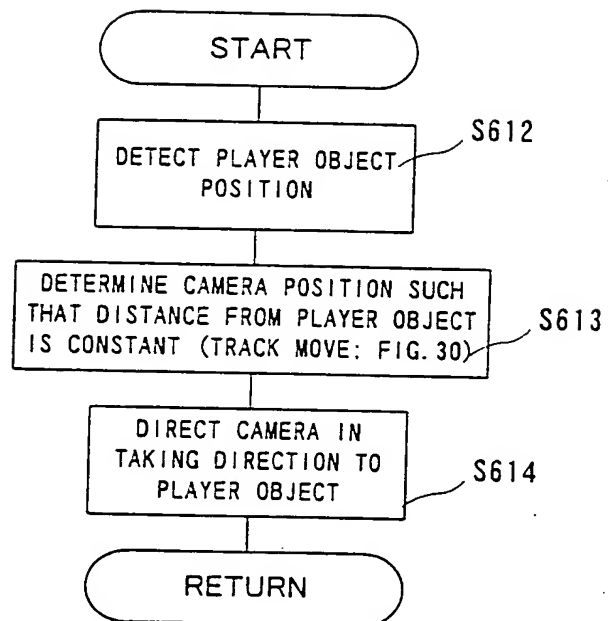 START
S612
DETECT PLAYER OBJECT
POSITION
DETERMINE CAMERA POSITION SUCH
THAT DISTANCE FROM PLAYER OBJECT
IS CONSTANT (TRACK MOVE: FIG. 30)
S613
DIRECT CAMERA IN
TAKING DIRECTION TO
PLAYER OBJECT
S614
RETURN